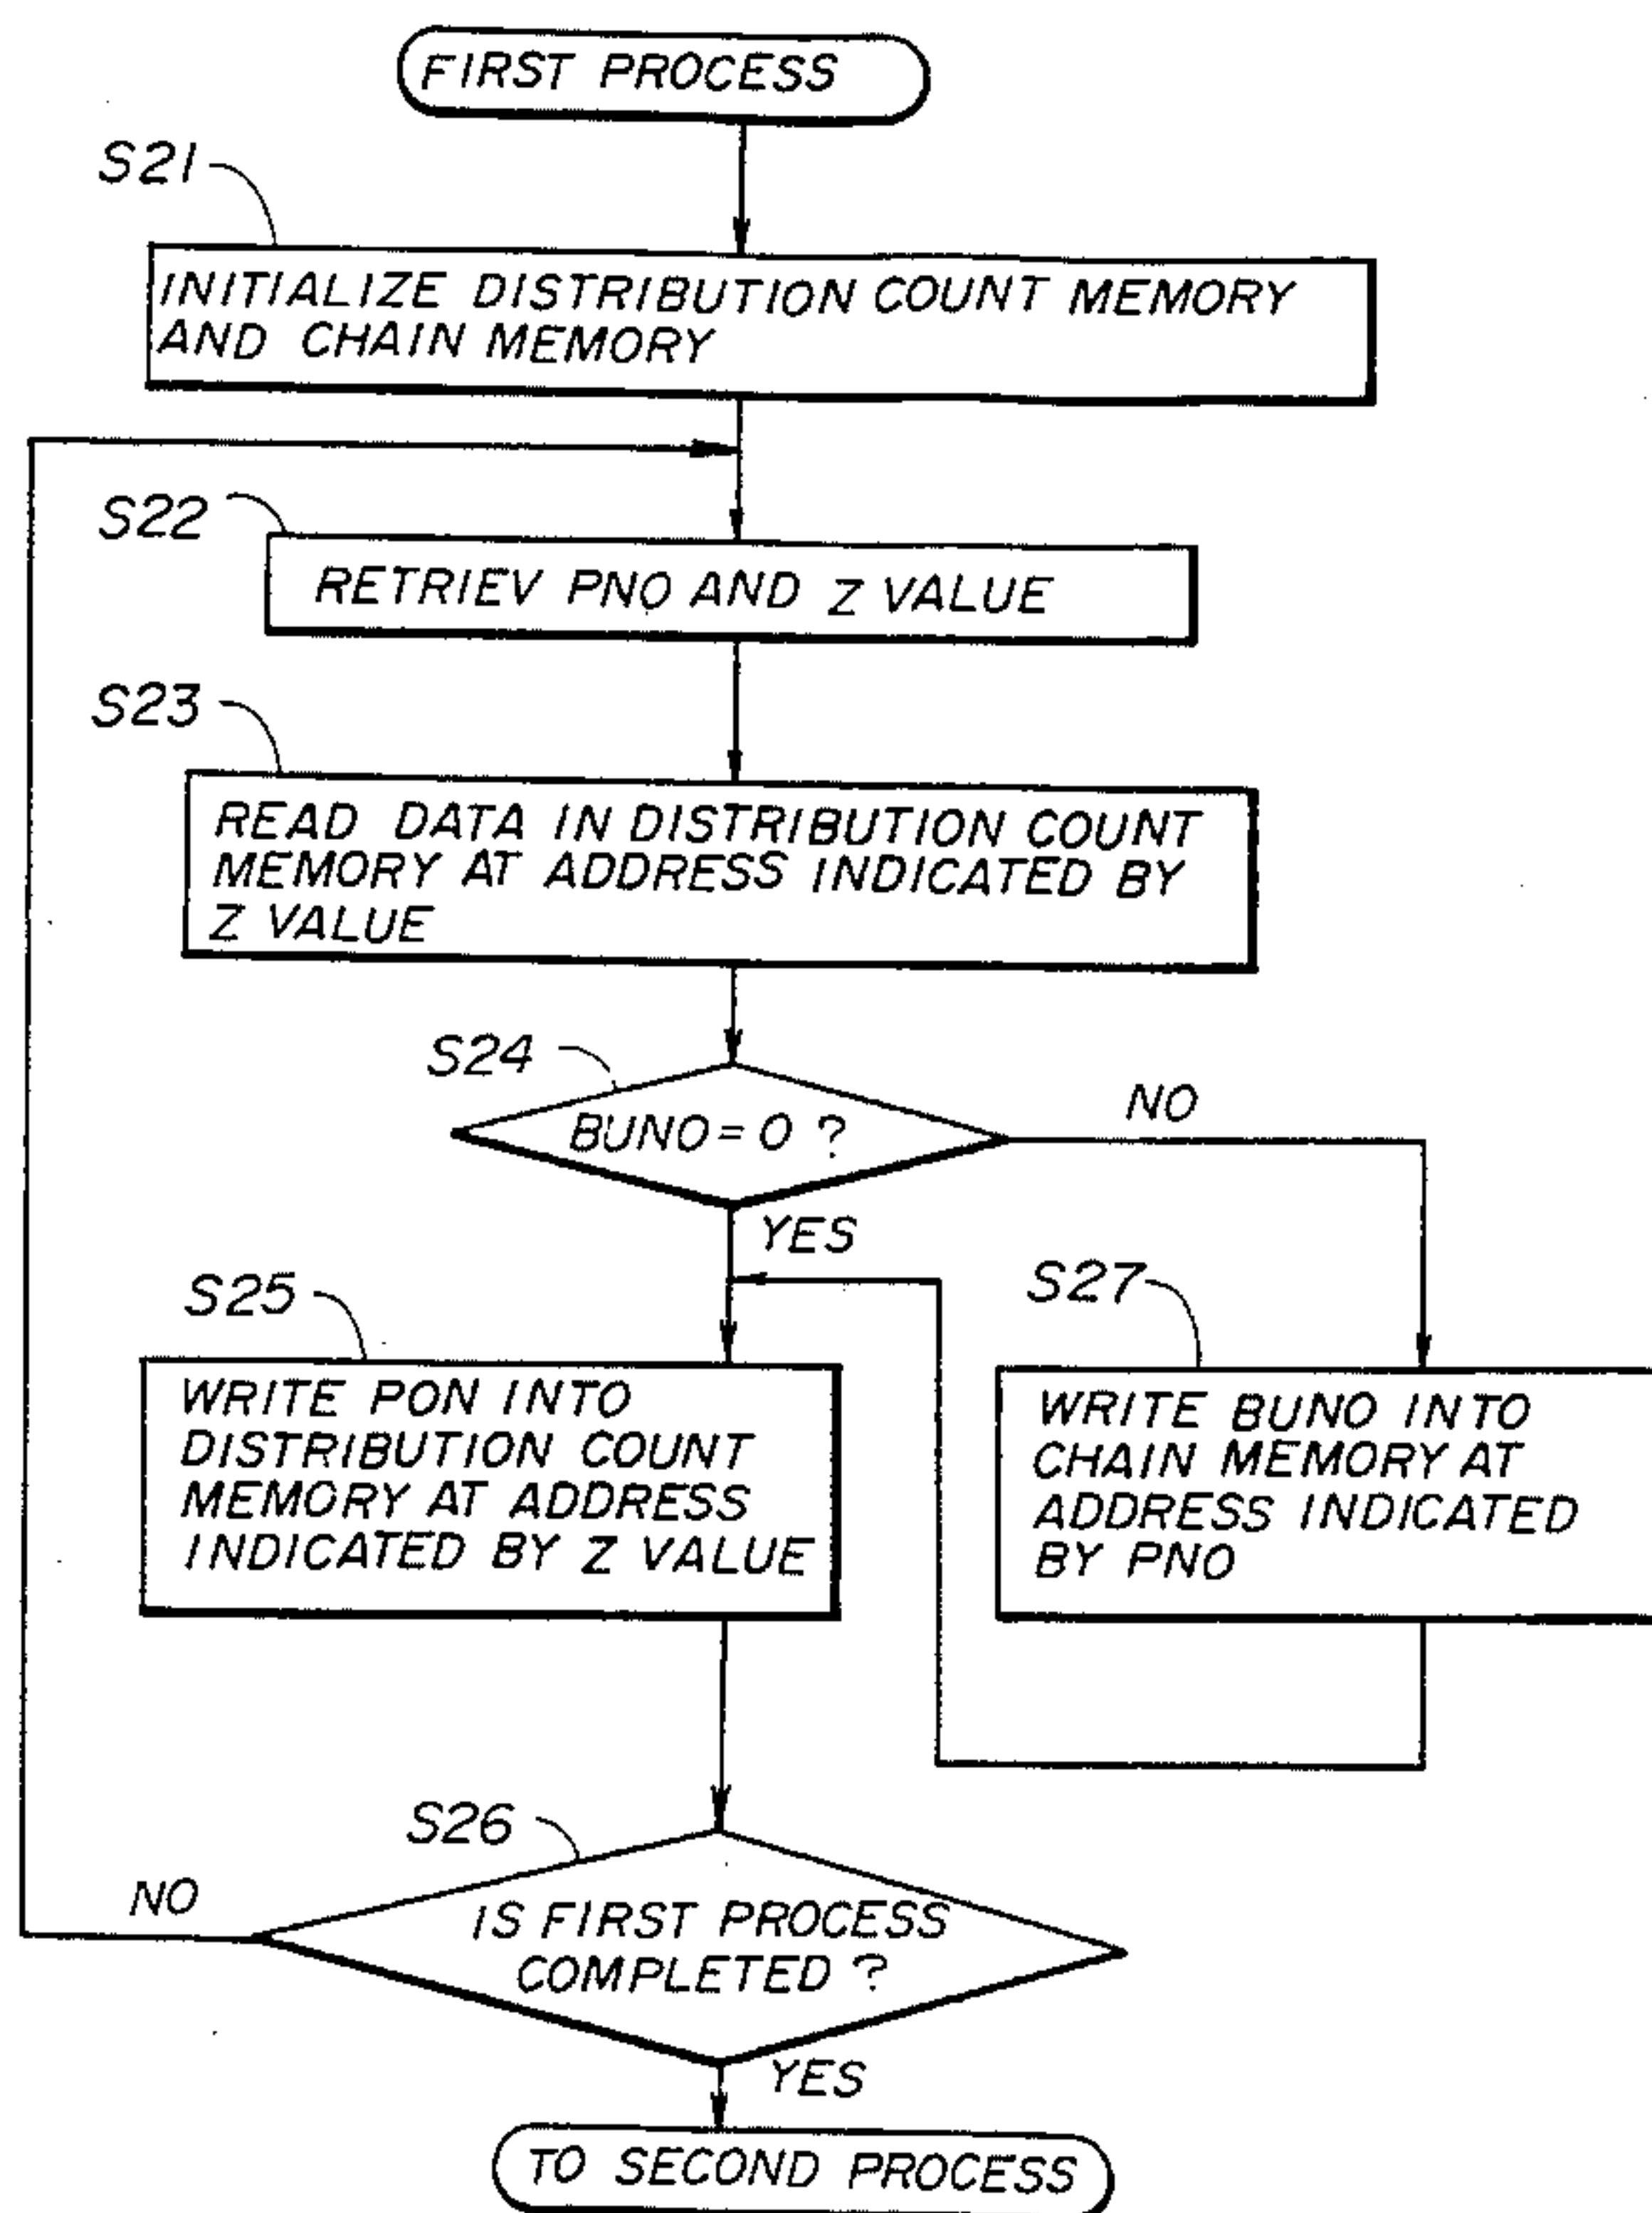 FIRST PROCESS
S21
INITIALIZE DISTRIBUTION COUNT MEMORY
AND CHAIN MEMORY
S22
RETRIEV PNO AND Z VALUE
S23
READ DATA IN DISTRIBUTION COUNT
MEMORY AT ADDRESS INDICATED BY
Z VALUE
S24
BUNO = 0 ?
NO
YES
S25
WRITE PON INTO
DISTRIBUTION COUNT
MEMORY AT ADDRESS
INDICATED BY Z VALUE
S27
WRITE BUNO INTO
CHAIN MEMORY AT
ADDRESS INDICATED
BY PNO
S26
NO
IS FIRST PROCESS
COMPLETED ?
YES
TO SECOND PROCESS